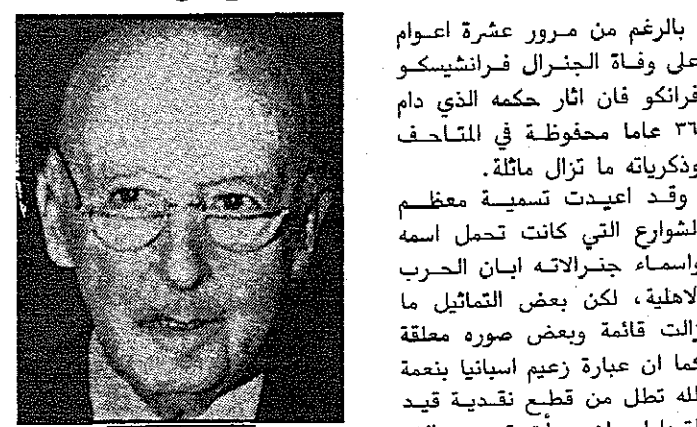 بالرغم من مرور عشرة اعوام
على وفاة الجنرال فرانشيسكو
فرانكو فان اثار حكمه الذي دام
٣٦ عاما محفوظة في المتاحف
وذكرياته ما تزال ماثلة.
وقد اعيدت تسمية معظم
الشوارع التي كانت تحمل اسمه
واسماء جنرالاته ابان الحرب
الاهلية، لكن بعض التماثيل ما
زالت قائمة وبعض صوره معلقة
كما ان عبارة زعيم اسبانيا بنعمة
الله تطل من قطع نقدية قيد